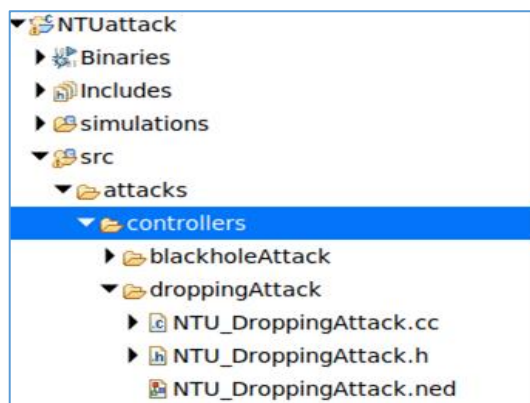 NTUattack
Binaries
Includes
simulations
src
attacks
controllers
blackholeAttack
droppingAttack
NTU_DroppingAttack.cc
NTU_DroppingAttack.h
NTU_DroppingAttack.ned